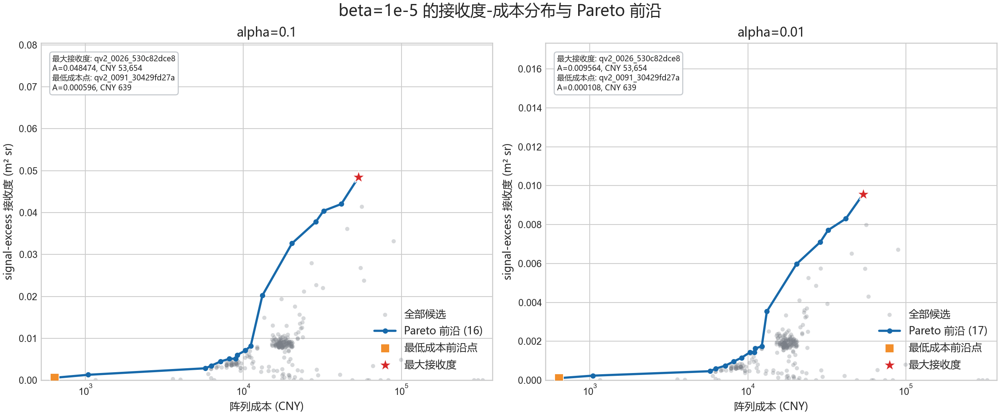 beta=1e-5 的接收度-成本分布与 Pareto 前沿
alpha=0.1
0.08
0.07
0.06
0.05
0.04
0.03
0.02
0.01
0.00
signal-excess 接收度 (m² sr)
最大接收度: qv2_0026_530c82dce8
A=0.048474, CNY 53,654
最低成本点: qv2_0091_30429fd27a
A=0.000596, CNY 639
全部候选
Pareto 前沿 (16)
最低成本前沿点
最大接收度
10³
10⁴
10⁵
阵列成本 (CNY)
alpha=0.01
0.016
0.014
0.012
0.010
0.008
0.006
0.004
0.002
0.000
signal-excess 接收度 (m² sr)
最大接收度: qv2_0026_530c82dce8
A=0.009564, CNY 53,654
最低成本点: qv2_0091_30429fd27a
A=0.000108, CNY 639
全部候选
Pareto 前沿 (17)
最低成本前沿点
最大接收度
10³
10⁴
10⁵
阵列成本 (CNY)